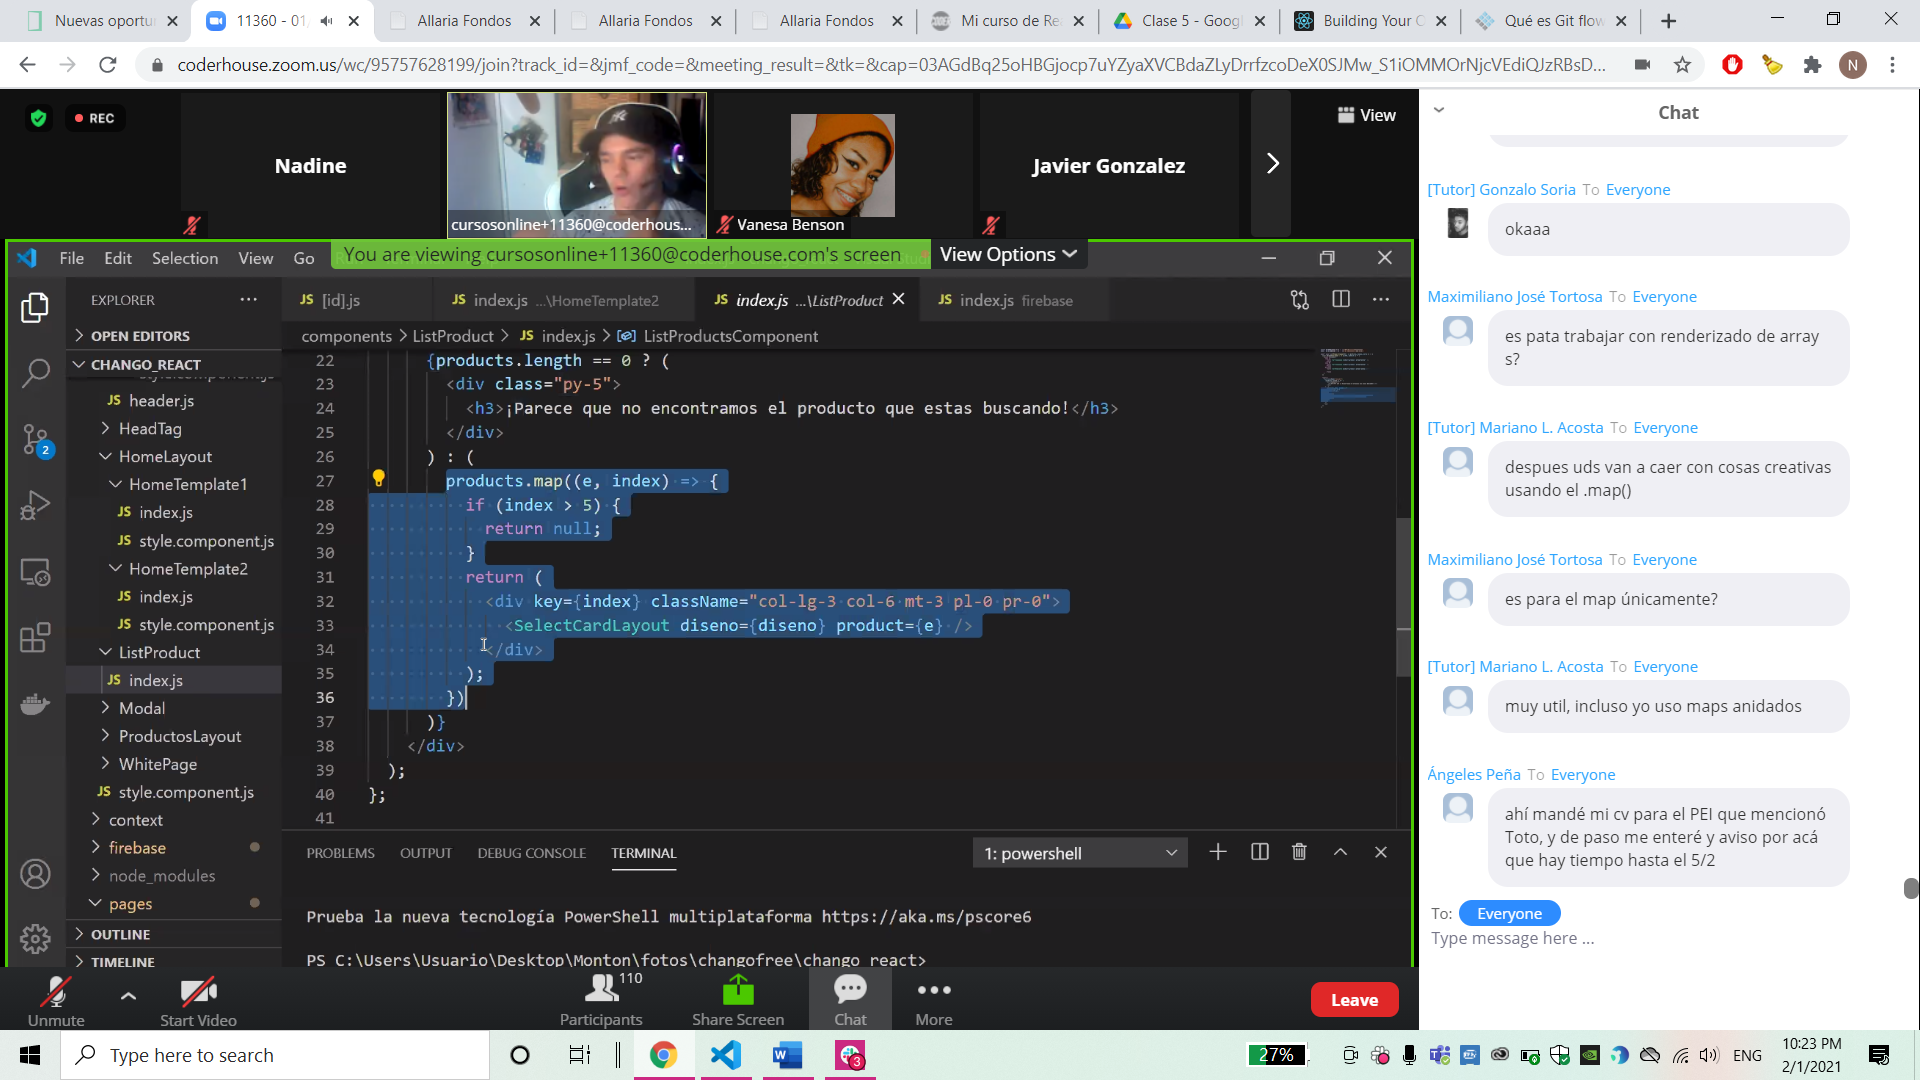 Nuevas oportu
11360 - 01
Allaria Fondos
Allaria Fondos
Allaria Fondos
Mi curso de Re
Clase 5 - Googl
Building Your O
Qué es Git flow
coderhouse.zoom.us/wc/95757628199/join?track_id=&jmf_code=&meeting_result=&tk=&cap=03AGdBq25oHBGjocp7uYZyaXVCBdaZLyDrrfzcoDeX0SJMw_S1iOMMOrNjcVEdiQJzRBsD...
N
REC
Nadine
cursosonline+11360@coderhous...
Vanesa Benson
Javier Gonzalez
View
You are viewing cursosonline+11360@coderhouse.com's screen
View Options
File Edit Selection View Go
EXPLORER
OPEN EDITORS
CHANGO_REACT
header.js
HeadTag
HomeLayout
HomeTemplate1
index.js
style.component.js
HomeTemplate2
index.js
style.component.js
ListProduct
index.js
Modal
ProductosLayout
WhitePage
style.component.js
context
firebase
node_modules
pages
OUTLINE
TIMELINE
2
JS [id].js
JS index.js ...\HomeTemplate2
JS index.js ...\ListProduct
JS index.js firebase
components > ListProduct > JS index.js > ListProductsComponent
22 {products.length == 0 ? (
23 <div class="py-5">
24 <h3>¡Parece que no encontramos el producto que estas buscando!</h3>
25 </div>
26 ) : (
27 products.map((e, index) => {
28 if (index > 5) {
29 return null;
30 }
31 return (
32 <div key={index} className="col-lg-3 col-6 mt-3 pl-0 pr-0">
33 <SelectCardLayout diseno={diseno} product={e} />
34 </div>
35 );
36 })
37 )}
38 </div>
39 );
40 };
41
PROBLEMS OUTPUT DEBUG CONSOLE TERMINAL
1: powershell
Prueba la nueva tecnología PowerShell multiplataforma https://aka.ms/pscore6
PS C:\Users\Usuario\Desktop\Monton\fotos\changofree\chango_react>
Chat
[Tutor] Gonzalo Soria To Everyone
okaaa
Maximiliano José Tortosa To Everyone
es pata trabajar con renderizado de array
s?
[Tutor] Mariano L. Acosta To Everyone
despues uds van a caer con cosas creativas
usando el .map()
Maximiliano José Tortosa To Everyone
es para el map únicamente?
[Tutor] Mariano L. Acosta To Everyone
muy util, incluso yo uso maps anidados
Ángeles Peña To Everyone
ahí mandé mi cv para el PEI que mencionó
Toto, y de paso me enteré y aviso por acá
que hay tiempo hasta el 5/2
To: Everyone
Type message here ...
Unmute
Start Video
Participants
110
Share Screen
Chat
More
Leave
Type here to search
3
27%
ENG
10:23 PM
2/1/2021